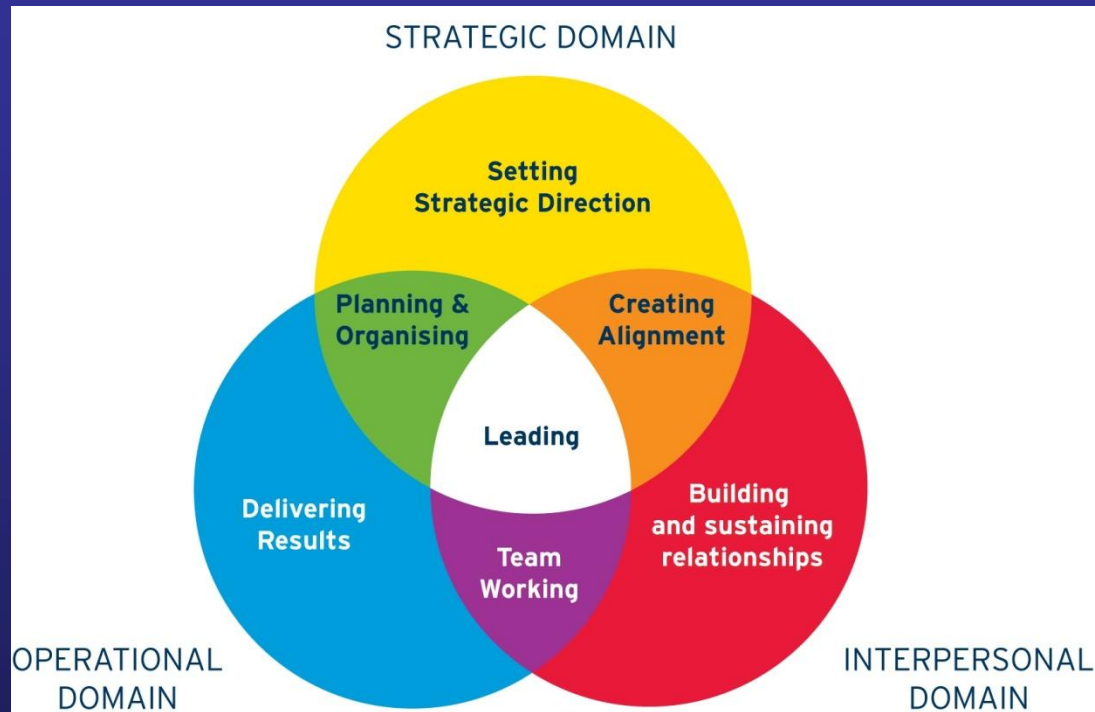 STRATEGIC DOMAIN
Setting
Strategic Direction
Planning &
Organising
Creating
Alignment
Leading
Delivering
Results
Building
and sustaining
relationships
Team
Working
OPERATIONAL
DOMAIN
INTERPERSONAL
DOMAIN